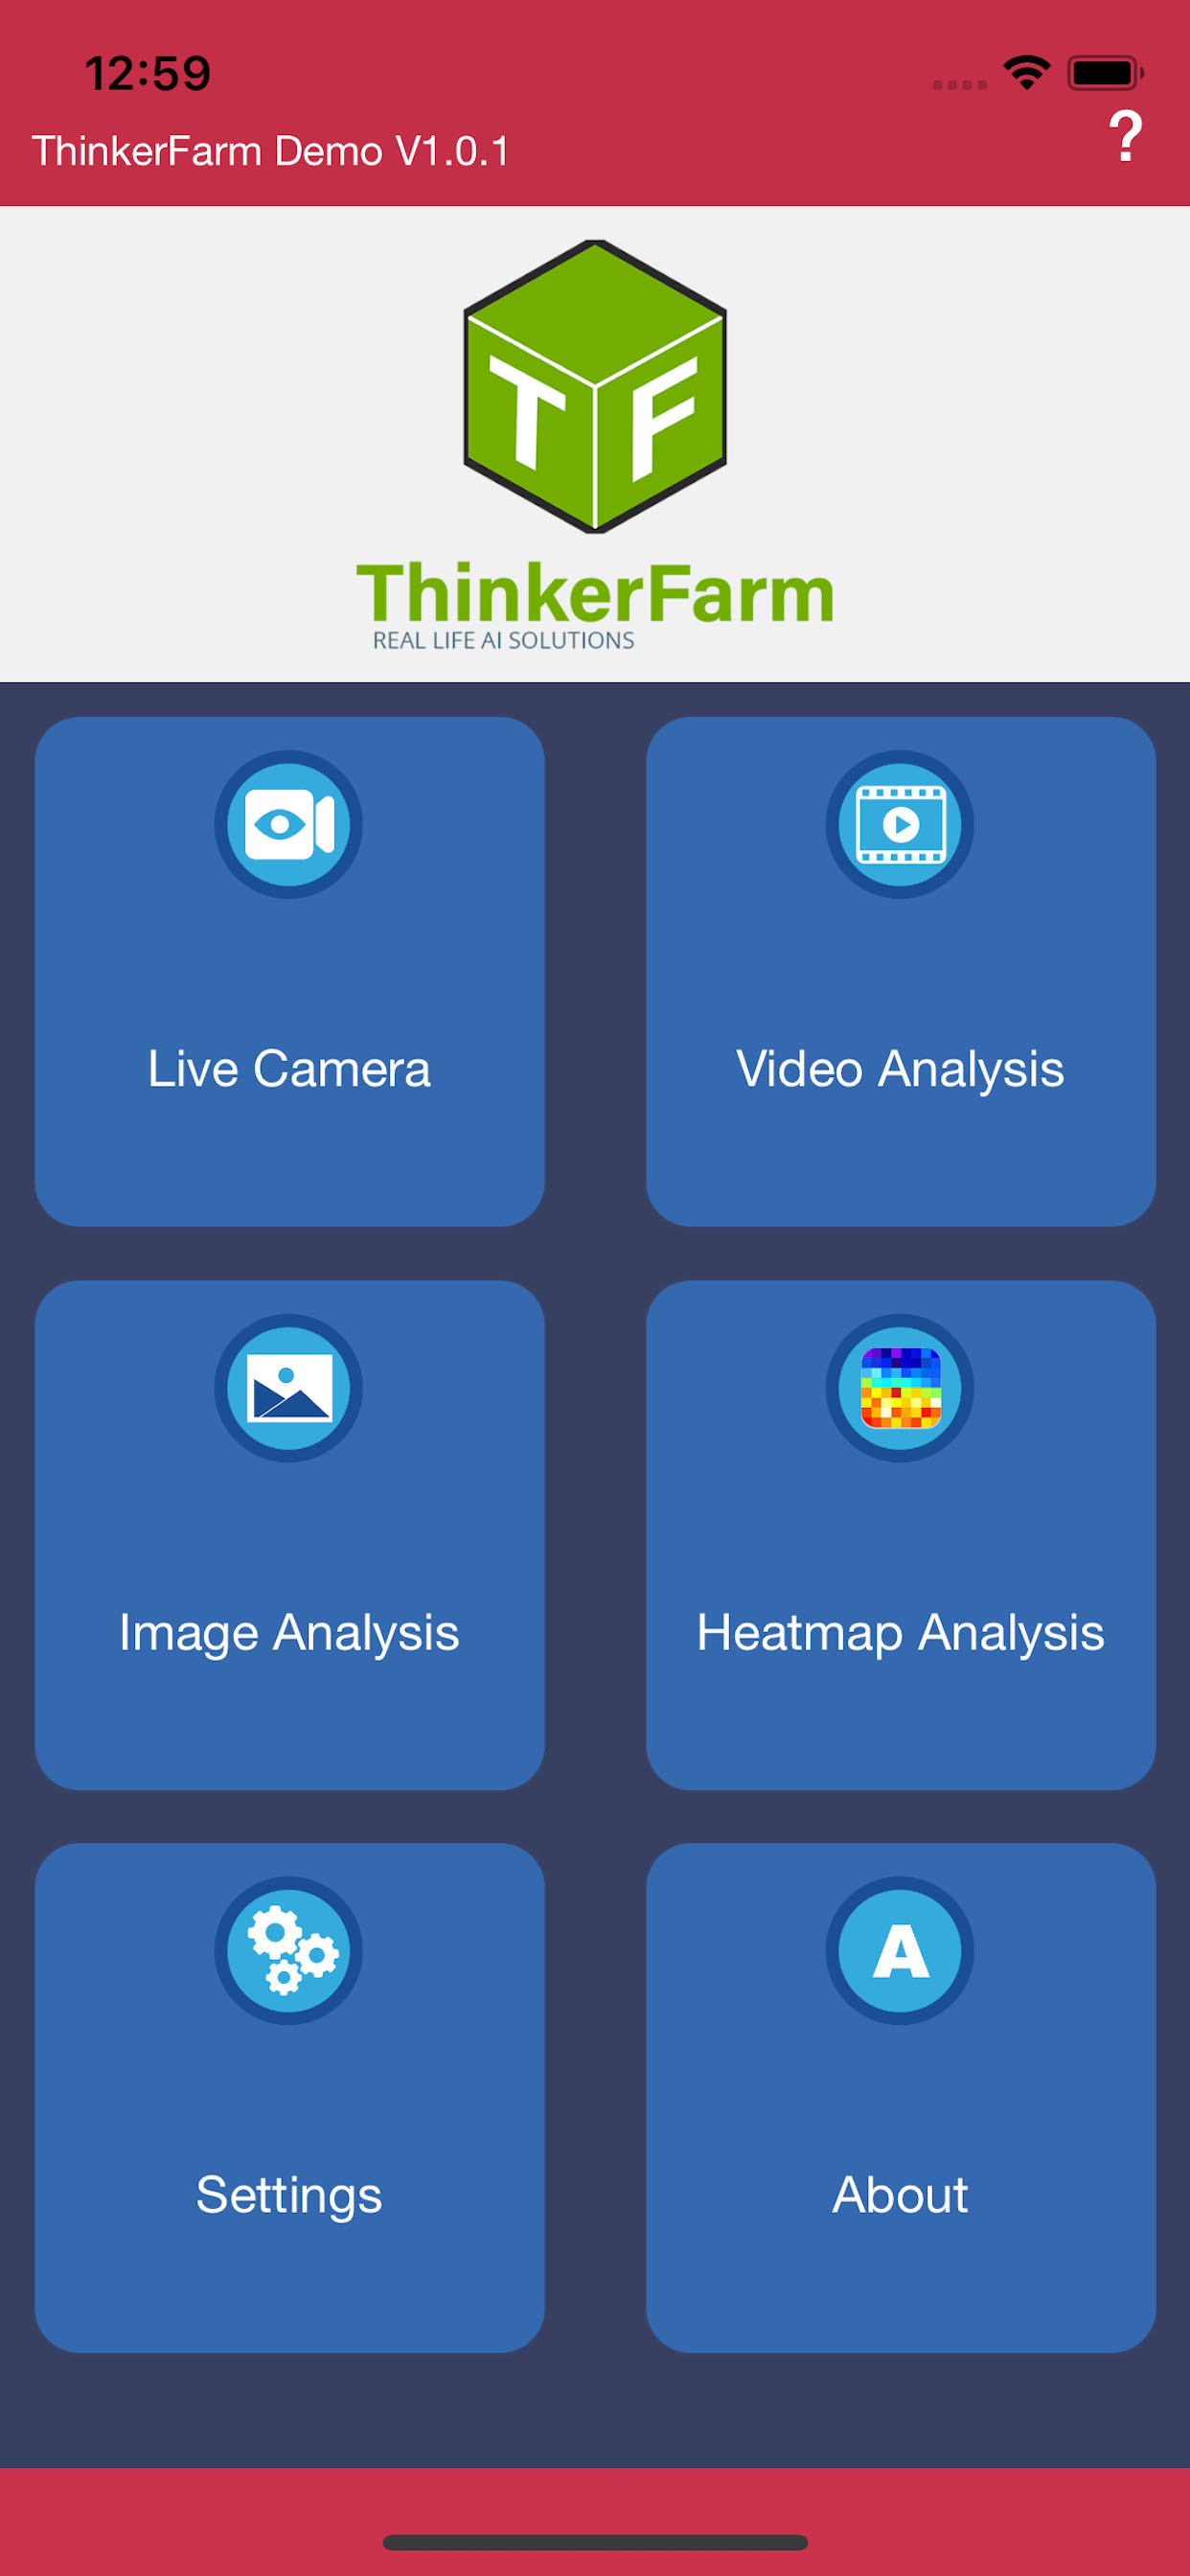 12:59
ThinkerFarm Demo V1.0.1
?
T F
ThinkerFarm
REAL LIFE AI SOLUTIONS
Live Camera
Video Analysis
Image Analysis
Heatmap Analysis
Settings
A
About